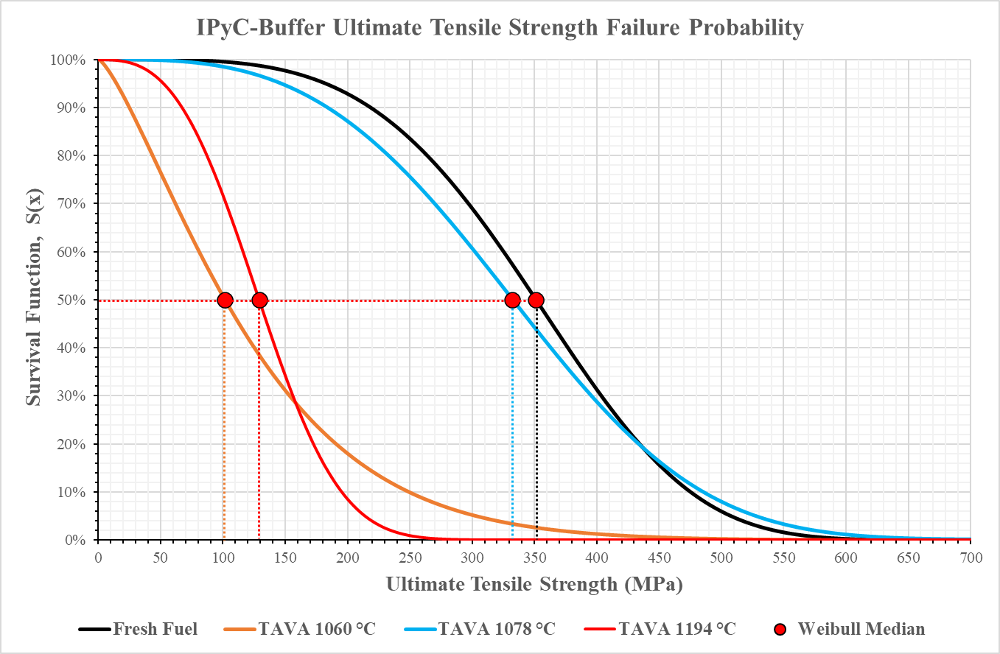 IPyC-Buffer Ultimate Tensile Strength Failure Probability
100%
90%
80%
70%
60%
50%
40%
30%
20%
10%
0%
Survival Function, S(x)
0 50 100 150 200 250 300 350 400 450 500 550 600 650 700
Ultimate Tensile Strength (MPa)
Fresh Fuel TAVA 1060 °C TAVA 1078 °C TAVA 1194 °C Weibull Median